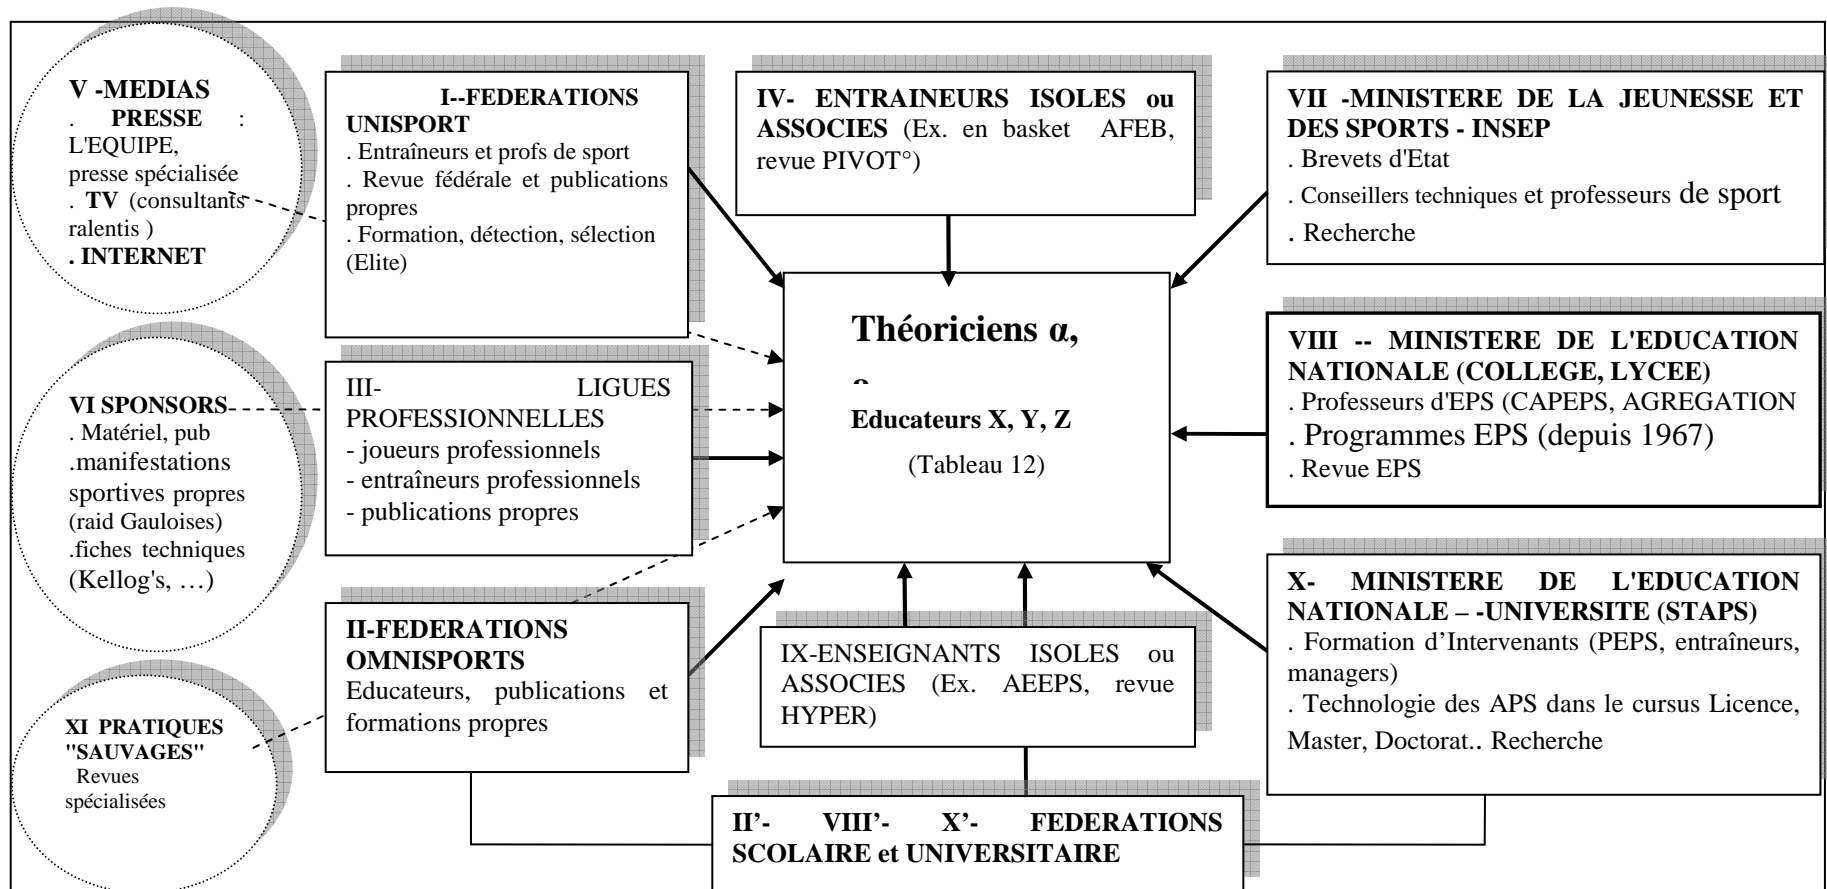 V -MEDIAS
. PRESSE :
L'EQUIPE,
presse spécialisée
. TV (consultants
ralentis )
. INTERNET
I--FEDERATIONS
UNISPORT
. Entraîneurs et profs de sport
. Revue fédérale et publications
propres
. Formation, détection, sélection
(Elite)
IV- ENTRAINEURS ISOLES ou
ASSOCIES (Ex. en basket AFEB,
revue PIVOT°)
VII -MINISTERE DE LA JEUNESSE ET
DES SPORTS - INSEP
. Brevets d'Etat
. Conseillers techniques et professeurs de sport
. Recherche
Théoriciens α,
Educateurs X, Y, Z
(Tableau 12)
VIII -- MINISTERE DE L'EDUCATION
NATIONALE (COLLEGE, LYCEE)
. Professeurs d'EPS (CAPEPS, AGREGATION
. Programmes EPS (depuis 1967)
. Revue EPS
VI SPONSORS
. Matériel, pub
.manifestations
sportives propres
(raid Gauloises)
.fiches techniques
(Kellog's, …)
III- LIGUES
PROFESSIONNELLES
- joueurs professionnels
- entraîneurs professionnels
- publications propres
II-FEDERATIONS
OMNISPORTS
Educateurs, publications et
formations propres
IX-ENSEIGNANTS ISOLES ou
ASSOCIES (Ex. AEEPS, revue
HYPER)
X- MINISTERE DE L'EDUCATION
NATIONALE – -UNIVERSITE (STAPS)
. Formation d’Intervenants (PEPS, entraîneurs,
managers)
. Technologie des APS dans le cursus Licence,
Master, Doctorat.. Recherche
XI PRATIQUES
"SAUVAGES"
Revues
spécialisées
II’- VIII’- X’- FEDERATIONS
SCOLAIRE et UNIVERSITAIRE